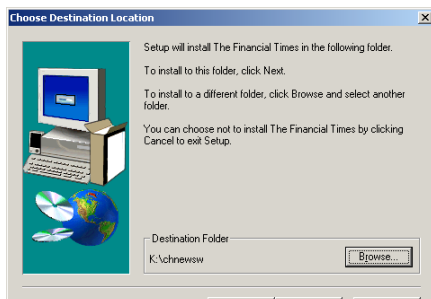 Choose Destination Location
Setup will install The Financial Times in the following folder.
To install to this folder, click Next.
To install to a different folder, click Browse and select another
folder.
You can choose not to install The Financial Times by clicking
Cancel to exit Setup.
Destination Folder
K:\chnewsw
Browse...